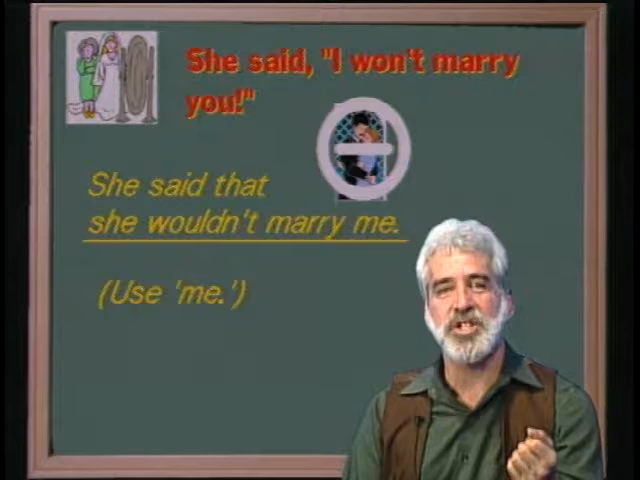 She said, "I won't marry
you!"
She said that
she wouldn't marry me.
(Use 'me.')